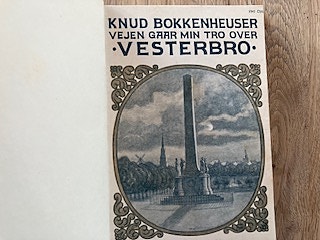 KNUD BOKKENHEUSER
VEJEN GAAR MIN TRO OVER
·VESTERBRO·